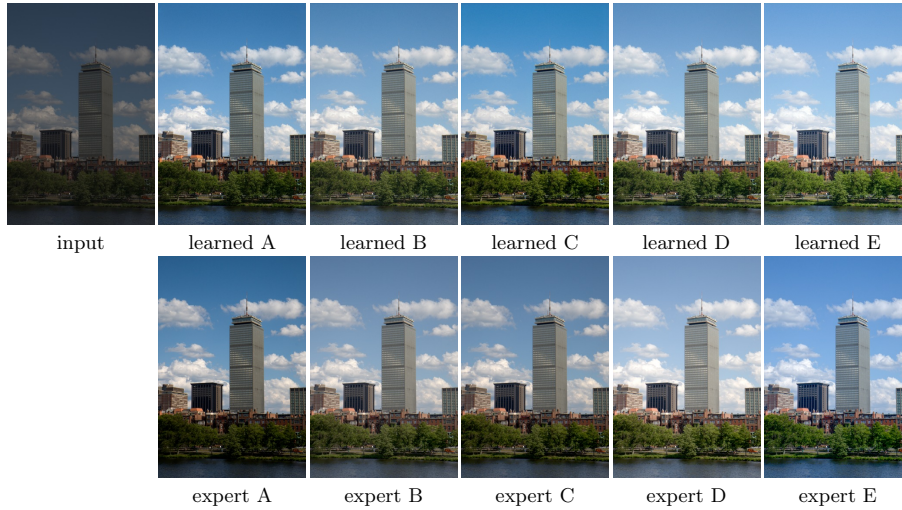 input
learned A
learned B
learned C
learned D
learned E
expert A
expert B
expert C
expert D
expert E